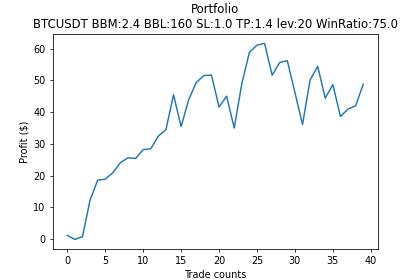 Portfolio
BTCUSDT BBM:2.4 BBL:160 SL:1.0 TP:1.4 lev:20 WinRatio:75.0
60
50
40
30
20
10
0
Profit ($)
0 5 10 15 20 25 30 35 40
Trade counts